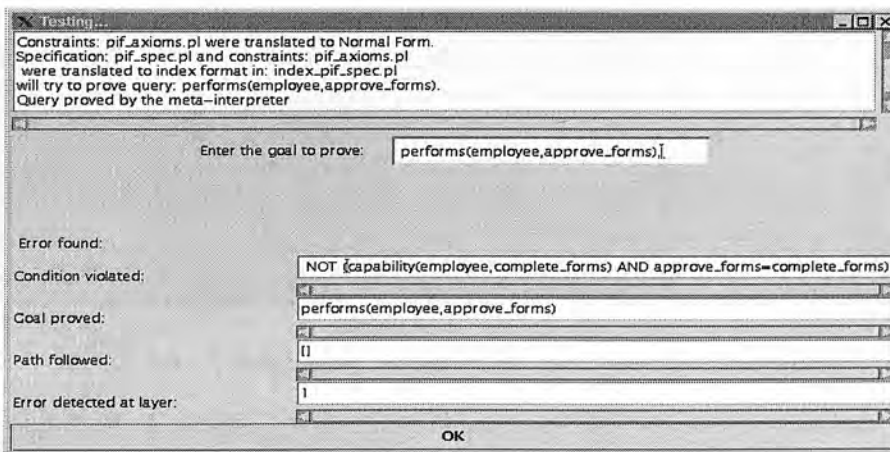 Testing...
Constraints: pif_axioms.pl were translated to Normal Form.
Specification: pif_spec.pl and constraints: pif_axioms.pl
were translated to index format in: index_pif_spec.pl
will try to prove query: performs(employee,approve_forms).
Query proved by the meta-interpreter
Enter the goal to prove: performs(employee,approve_forms).
Error found:
Condition violated: NOT (capability(employee,complete_forms) AND approve_forms=complete_forms)
Goal proved: performs(employee,approve_forms)
Path followed: []
Error detected at layer: 1
OK